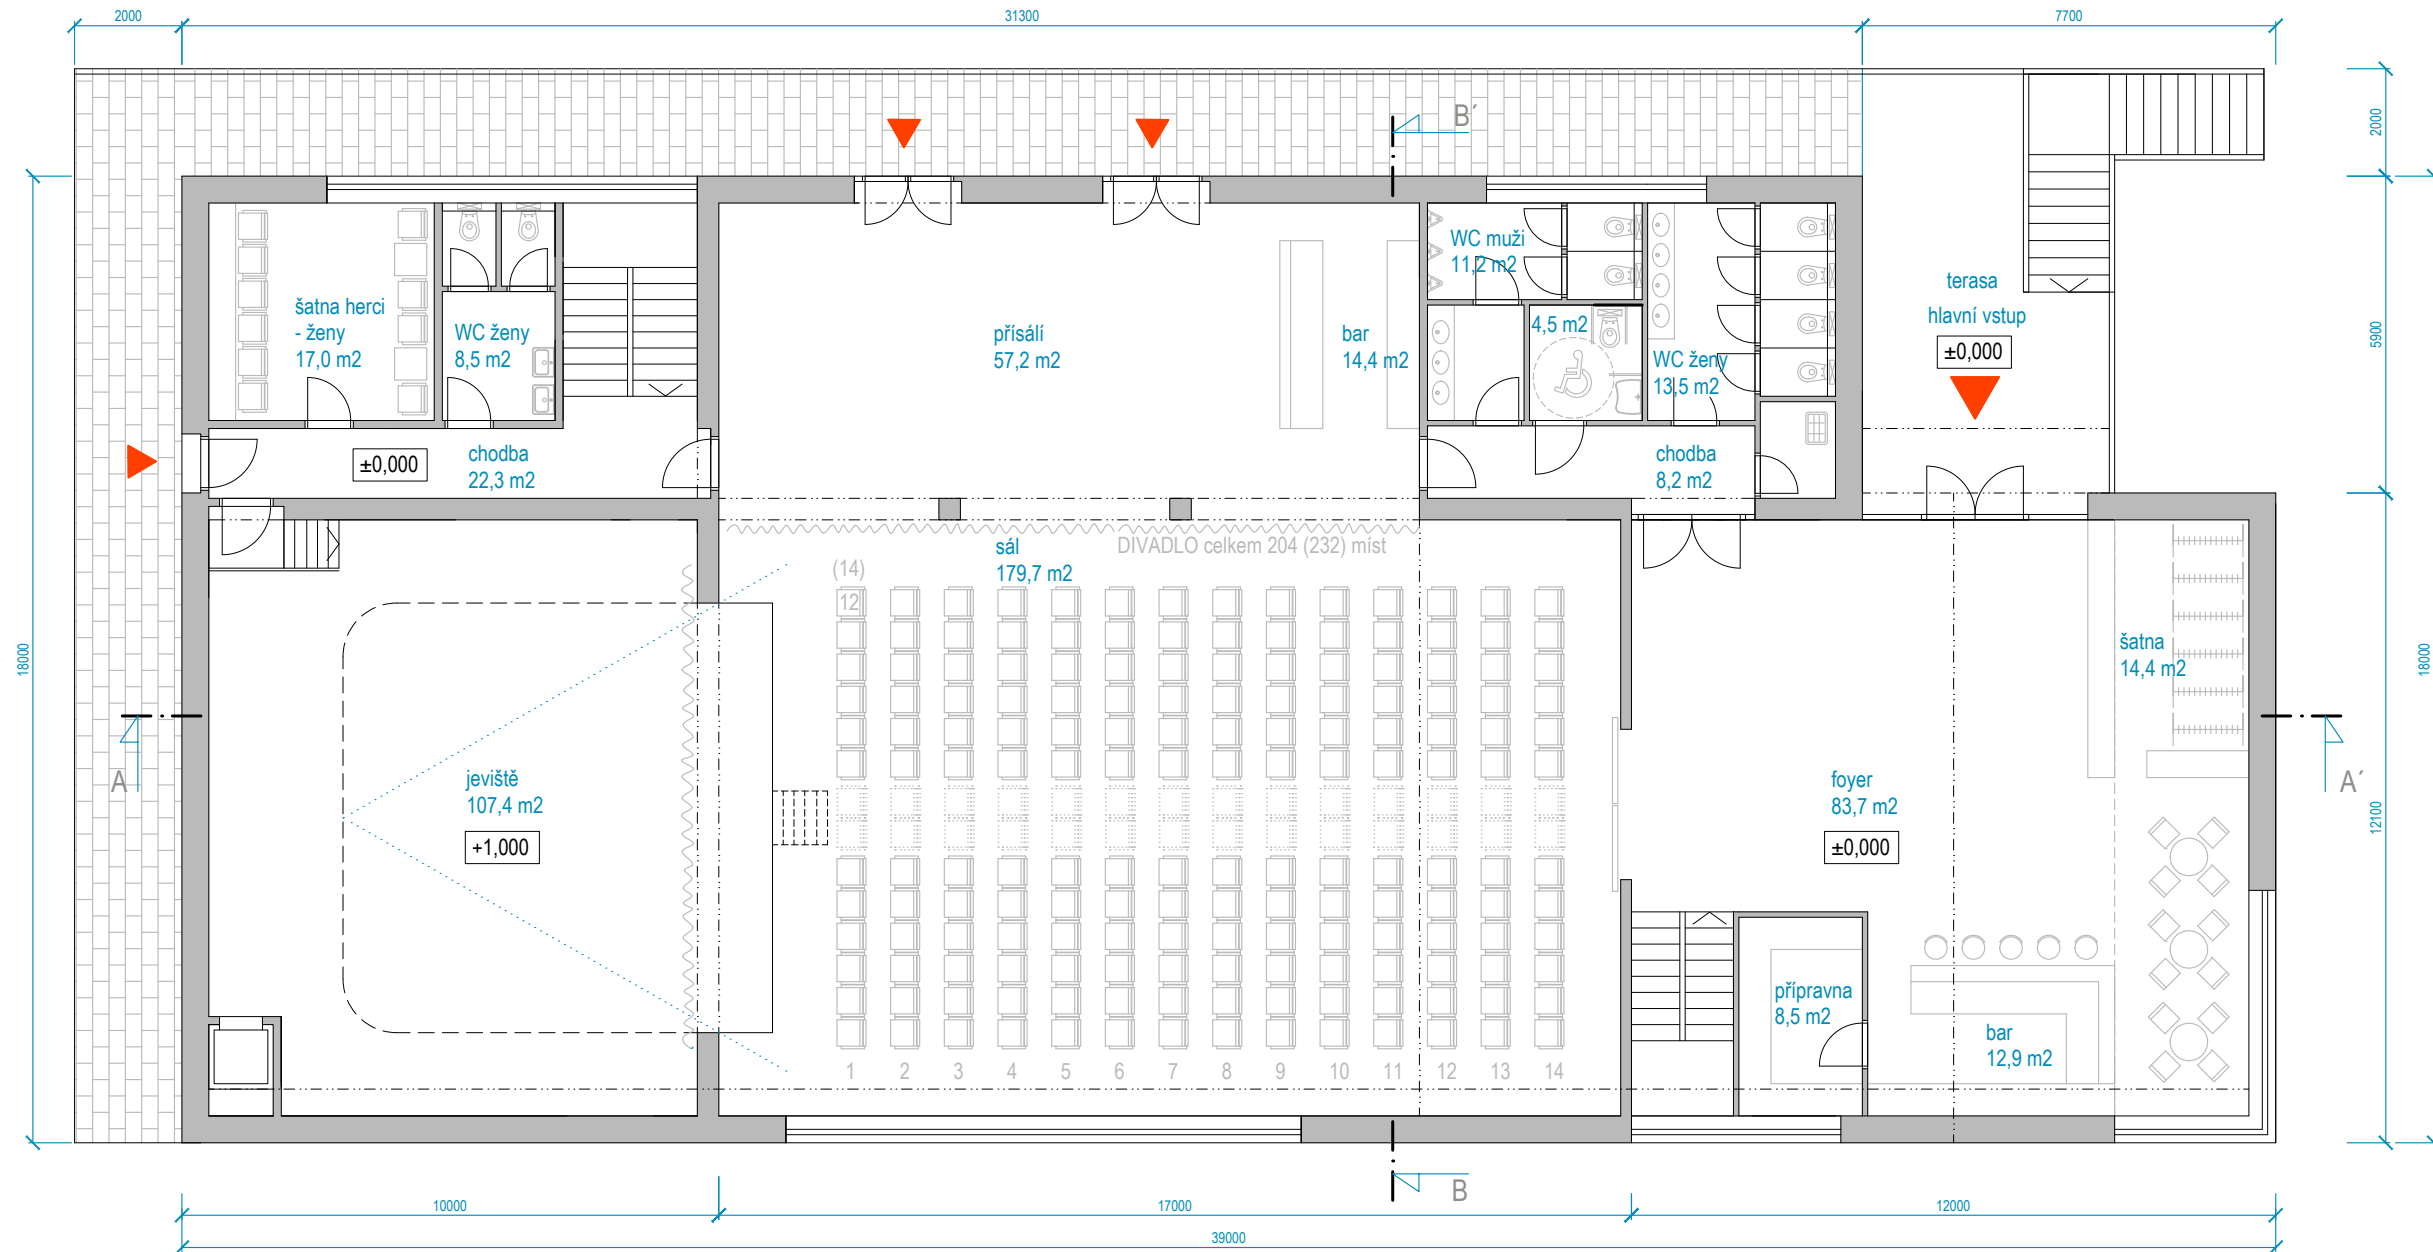 2000
31300
7700
B´
2000
šatna herci
- ženy
17,0 m2
WC ženy
8,5 m2
přísálí
57,2 m2
bar
14,4 m2
WC muži
11,2 m2
4,5 m2
WC ženy
13,5 m2
terasa
hlavní vstup
±0,000
5900
±0,000
chodba
22,3 m2
chodba
8,2 m2
sál
179,7 m2
DIVADLO celkem 204 (232) míst
(14)
12
18000
šatna
14,4 m2
18000
A
jeviště
107,4 m2
+1,000
foyer
83,7 m2
±0,000
A´
12100
přípravna
8,5 m2
bar
12,9 m2
1 2 3 4 5 6 7 8 9 10 11 12 13 14
B
10000
17000
12000
39000